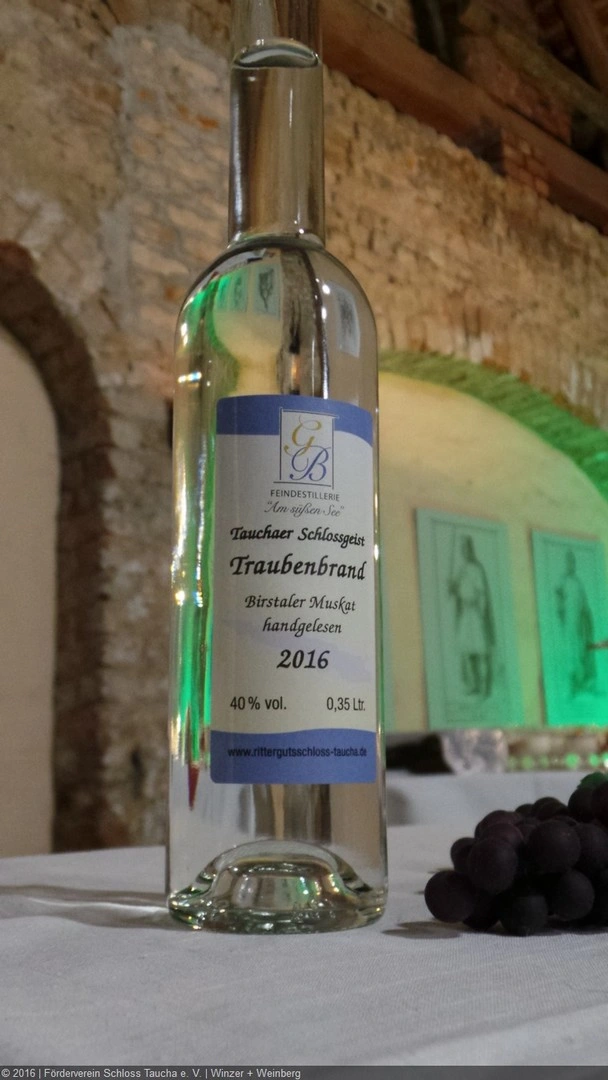 GB
FEINDESTILLERIE
"Am süßen See"
Tauchaer Schlossgeist
Traubenbrand
Birstaler Muskat
handgelesen
2016
40 % vol. 0,35 Ltr.
www.rittergutsschloss-taucha.de
© 2016 | Förderverein Schloss Taucha e. V. | Winzer + Weinberg